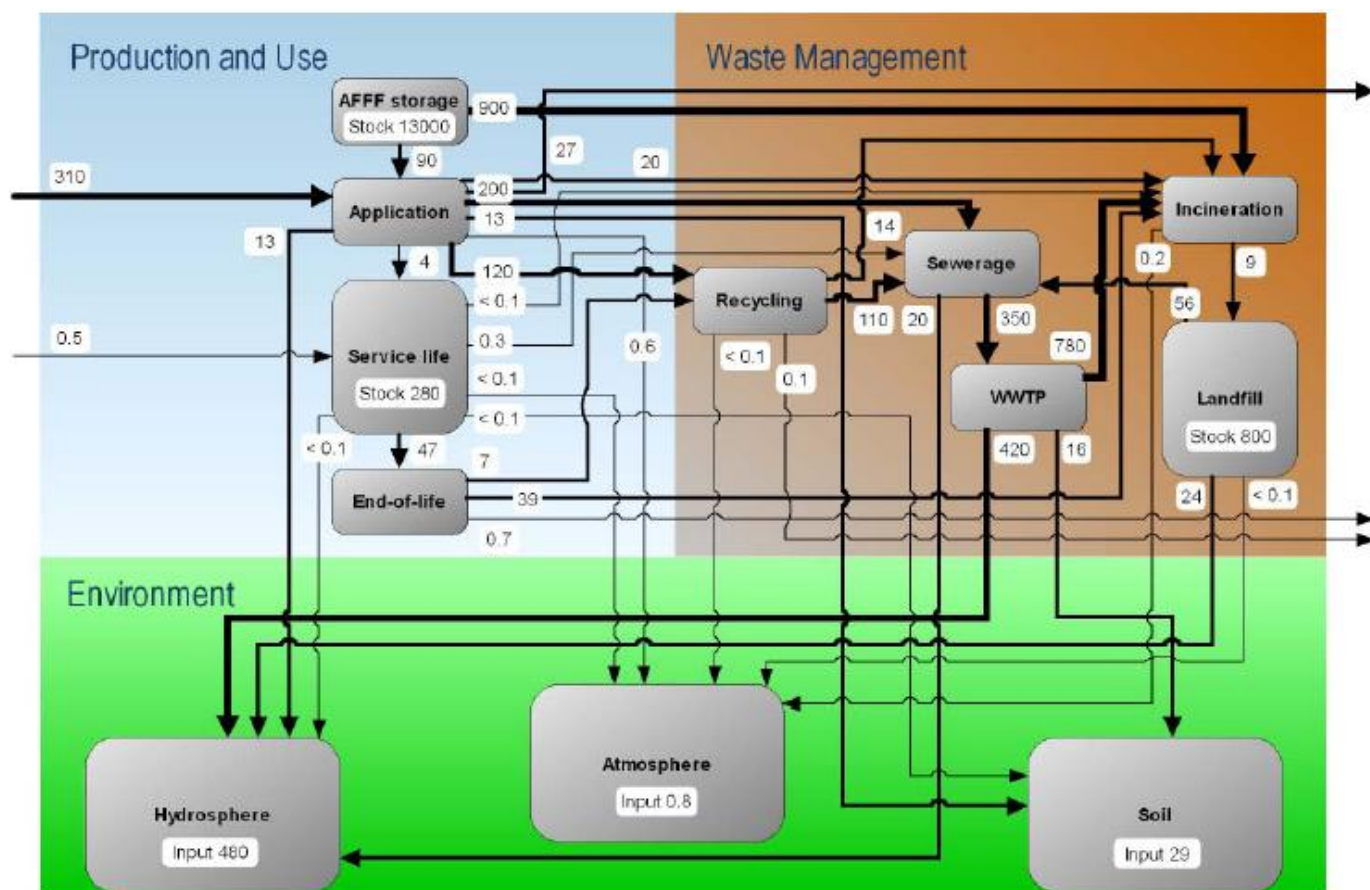 Production and Use
Waste Management
AFFF storage
Stock 13000
900
90
27
20
310
Application
200
13
13
4
120
14
Incineration
Sewerage
0.2
9
< 0.1
Recycling
110
20
350
56
0.5
Service life
Stock 280
0.3
0.6
< 0.1
0.1
780
< 0.1
< 0.1
WWTP
Landfill
Stock 800
< 0.1
47
7
420
16
End-of-life
39
24
< 0.1
0.7
Environment
Atmosphere
Input 0.8
Hydrosphere
Input 480
Soil
Input 29